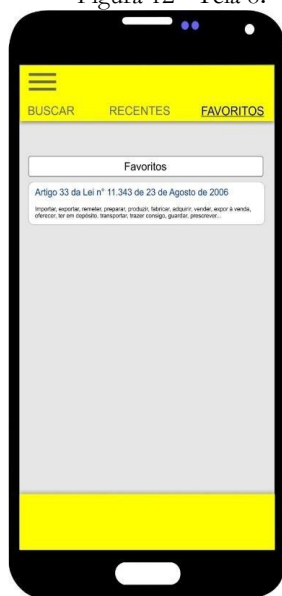 Figura 12 - Tela 6.
BUSCAR RECENTES FAVORITOS
Favoritos
Artigo 33 da Lei n° 11.343 de 23 de Agosto de 2006
Importar, exportar, remeter, preparar, produzir, fabricar, adquirir, vender, expor à venda,
oferecer, ter em depósito, transportar, trazer consigo, guardar, prescrever...